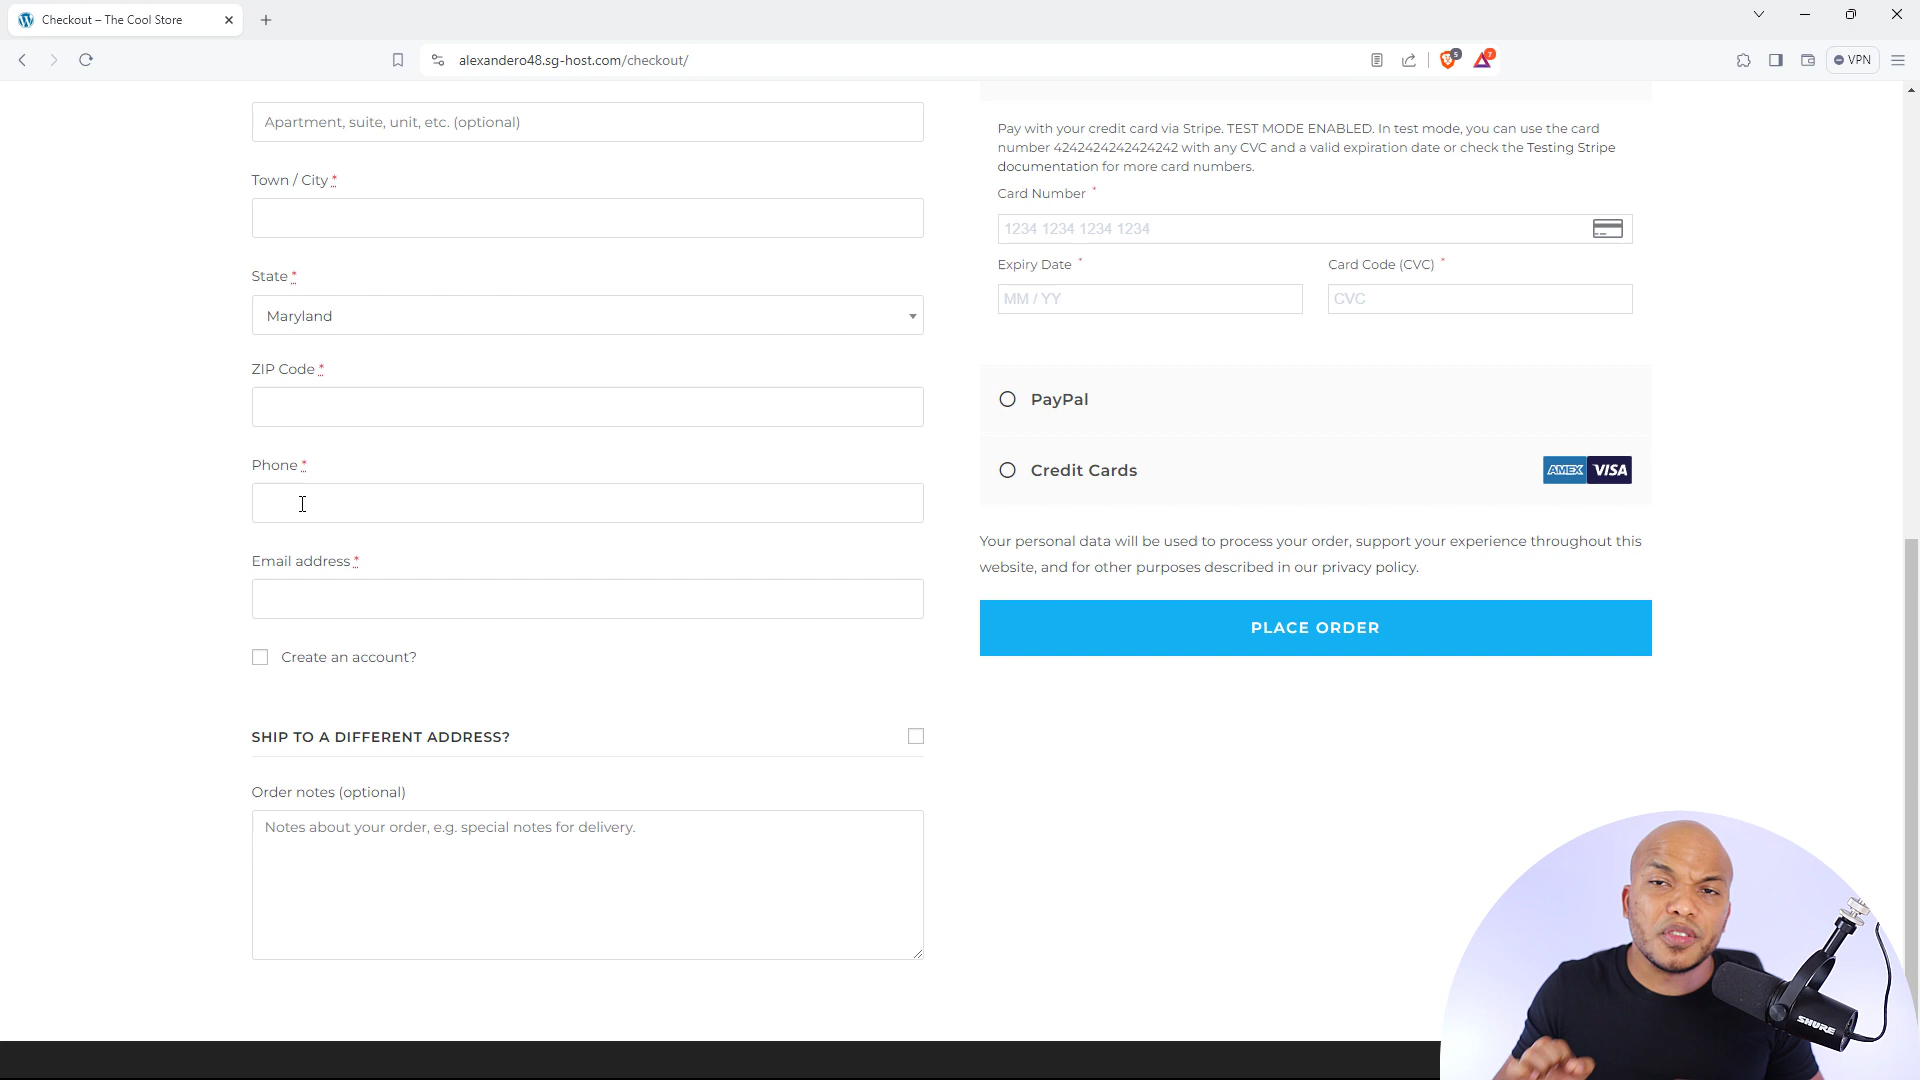 Checkout – The Cool Store
alexandero48.sg-host.com/checkout/
5
7
VPN
Apartment, suite, unit, etc. (optional)
Town / City *
State *
Maryland
ZIP Code *
Phone *
Email address *
Create an account?
SHIP TO A DIFFERENT ADDRESS?
Order notes (optional)
Notes about your order, e.g. special notes for delivery.
Pay with your credit card via Stripe. TEST MODE ENABLED. In test mode, you can use the card
number 4242424242424242 with any CVC and a valid expiration date or check the Testing Stripe
documentation for more card numbers.
Card Number *
1234 1234 1234 1234
Expiry Date *
Card Code (CVC) *
MM / YY
CVC
PayPal
Credit Cards
AMEX VISA
Your personal data will be used to process your order, support your experience throughout this
website, and for other purposes described in our privacy policy.
PLACE ORDER
SHURE